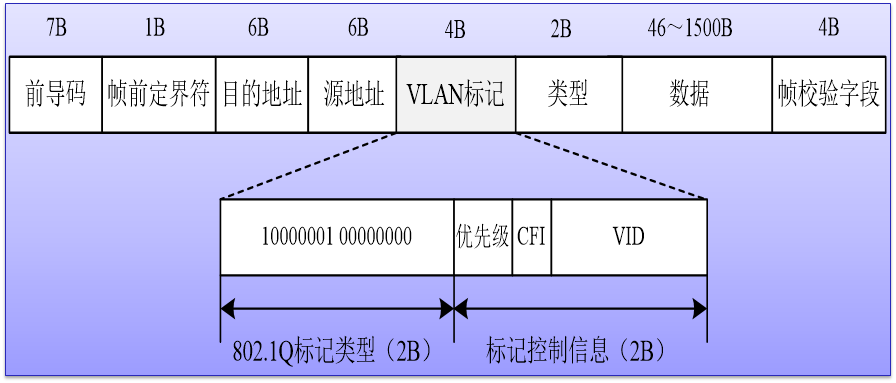 7B 1B 6B 6B 4B 2B 46～1500B 4B
前导码 帧前定界符 目的地址 源地址 VLAN标记 类型 数据 帧校验字段
10000001 00000000 优先级 CFI VID
802.1Q标记类型（2B） 标记控制信息（2B）